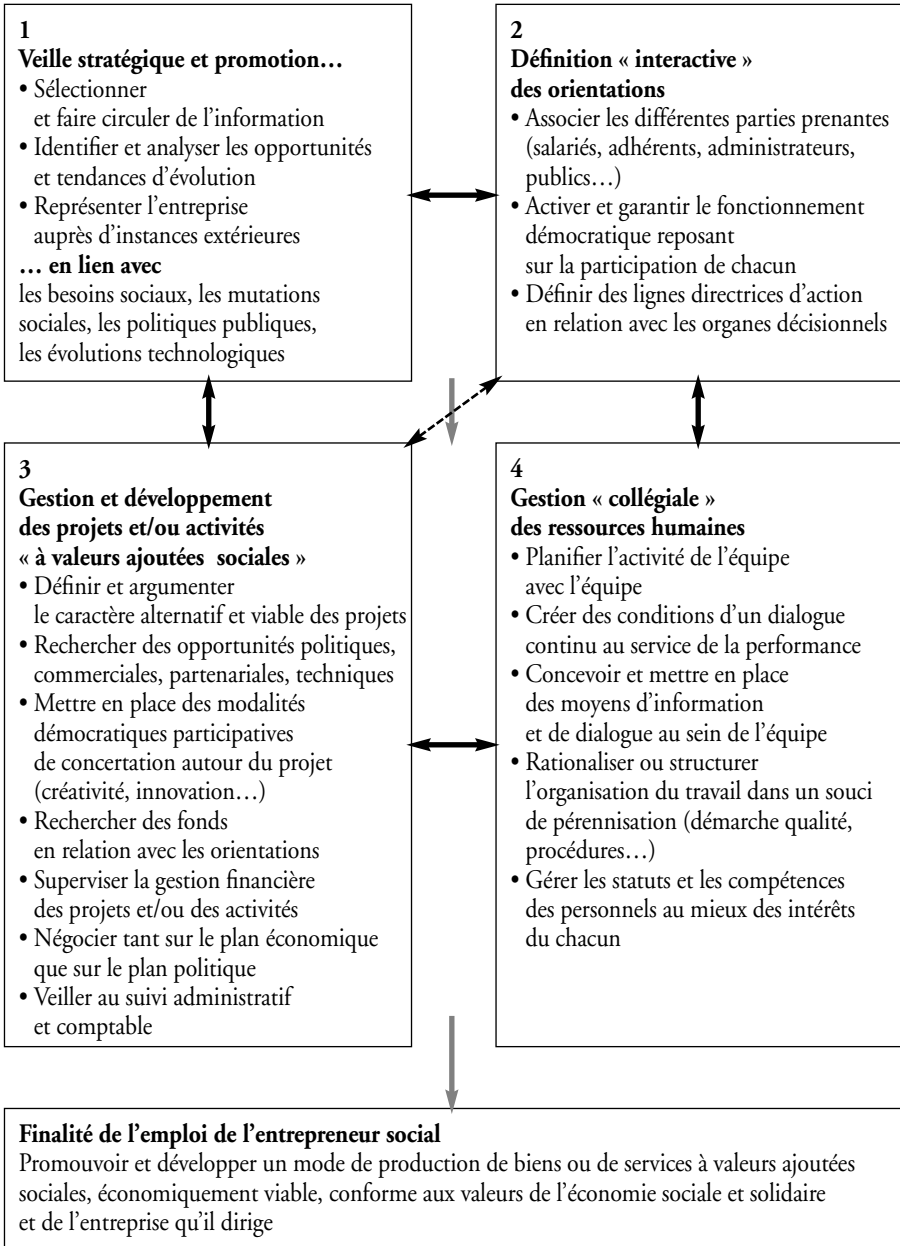 1
Veille stratégique et promotion…
• Sélectionner
et faire circuler de l’information
• Identifier et analyser les opportunités
et tendances d’évolution
• Représenter l’entreprise
auprès d’instances extérieures
… en lien avec
les besoins sociaux, les mutations
sociales, les politiques publiques,
les évolutions technologiques
2
Définition « interactive »
des orientations
• Associer les différentes parties prenantes
(salariés, adhérents, administrateurs,
publics…)
• Activer et garantir le fonctionnement
démocratique reposant
sur la participation de chacun
• Définir des lignes directrices d’action
en relation avec les organes décisionnels
3
Gestion et développement
des projets et/ou activités
« à valeurs ajoutées sociales »
• Définir et argumenter
le caractère alternatif et viable des projets
• Rechercher des opportunités politiques,
commerciales, partenariales, techniques
• Mettre en place des modalités
démocratiques participatives
de concertation autour du projet
(créativité, innovation…)
• Rechercher des fonds
en relation avec les orientations
• Superviser la gestion financière
des projets et/ou des activités
• Négocier tant sur le plan économique
que sur le plan politique
• Veiller au suivi administratif
et comptable
4
Gestion « collégiale »
des ressources humaines
• Planifier l’activité de l’équipe
avec l’équipe
• Créer des conditions d’un dialogue
continu au service de la performance
• Concevoir et mettre en place
des moyens d’information
et de dialogue au sein de l’équipe
• Rationaliser ou structurer
l’organisation du travail dans un souci
de pérennisation (démarche qualité,
procédures…)
• Gérer les statuts et les compétences
des personnels au mieux des intérêts
du chacun
Finalité de l’emploi de l’entrepreneur social
Promouvoir et développer un mode de production de biens ou de services à valeurs ajoutées
sociales, économiquement viable, conforme aux valeurs de l’économie sociale et solidaire
et de l’entreprise qu’il dirige